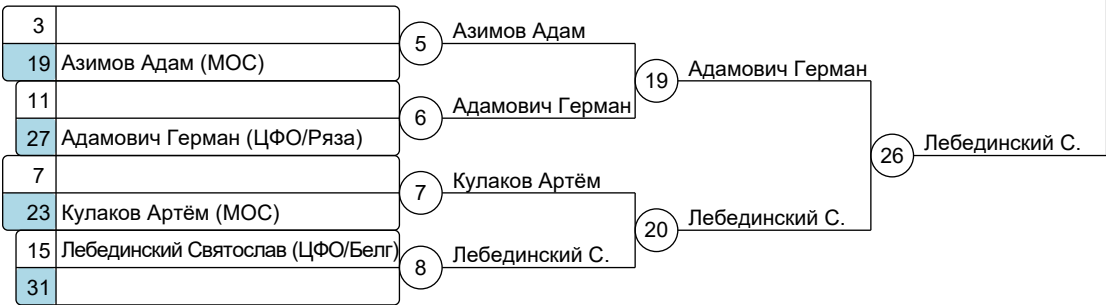 3
19 Азимов Адам (МОС)
5 Азимов Адам
11
27 Адамович Герман (ЦФО/Ряза)
6 Адамович Герман
19 Адамович Герман
7
23 Кулаков Артём (МОС)
7 Кулаков Артём
15 Лебединский Святослав (ЦФО/Белг)
31
8 Лебединский С.
20 Лебединский С.
26 Лебединский С.